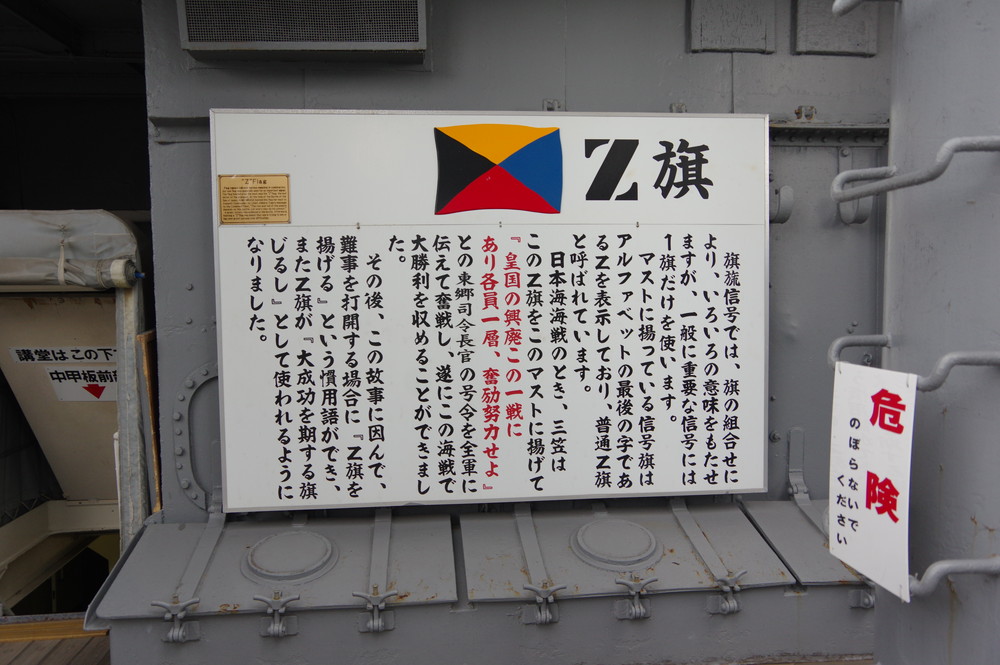 Z旗
旗旒信号では、旗の組合せに
より、いろいろの意味をもたせ
ますが、一般に重要な信号には
1旗だけを使います。
マストに揚っている信号旗は
アルファベットの最後の字であ
るZを表示しており、普通Z旗
と呼ばれています。
日本海海戦のとき、三笠は
このZ旗をこのマストに揚げて
『皇国の興廃この一戦に
あり各員一層、奮励努力せよ』
との東郷司令長官の号令を全軍に
伝えて奮戦し、遂にこの海戦で
大勝利を収めることができまし
た。
その後、この故事に因んで、
難事を打開する場合に『Z旗を
揚げる』という慣用語ができ、
またZ旗が、『大成功を期する旗
じるし』として使われるように
なりました。
講堂は この下
中甲板前
危険
のぼらないで
ください